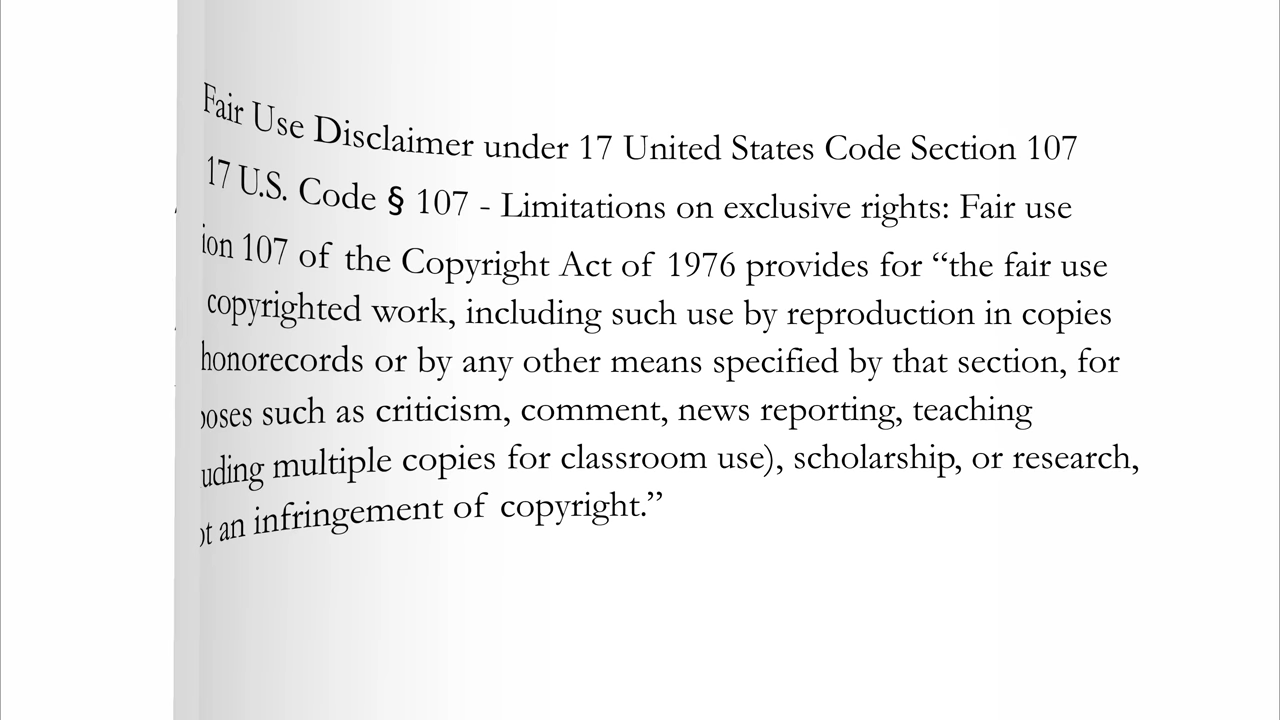 Fair Use Disclaimer under 17 United States Code Section 107
17 U.S. Code § 107 - Limitations on exclusive rights: Fair use
107 of the Copyright Act of 1976 provides for “the fair use
copyrighted work, including such use by reproduction in copies
or by any other means specified by that section, for
such as criticism, comment, news reporting, teaching
multiple copies for classroom use), scholarship, or research,
an infringement of copyright.”